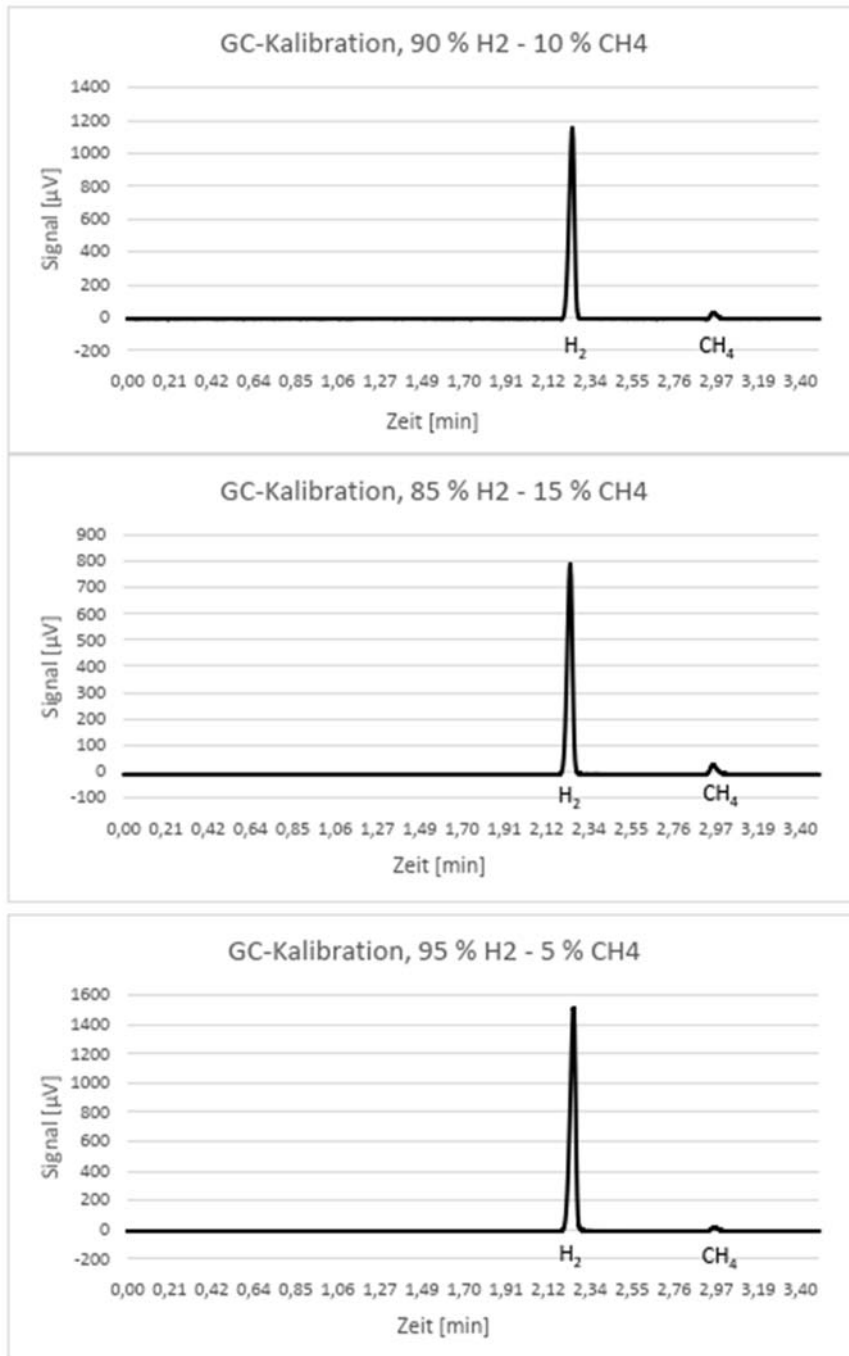 GC-Kalibration, 90 % H2 - 10 % CH4
1400
1200
1000
800
600
400
200
0
-200
Signal [µV]
H₂ CH₄
0,00 0,21 0,42 0,64 0,85 1,06 1,27 1,49 1,70 1,91 2,12 2,34 2,55 2,76 2,97 3,19 3,40
Zeit [min]
GC-Kalibration, 85 % H2 - 15 % CH4
900
800
700
600
500
400
300
200
100
0
-100
Signal [µV]
H₂ CH₄
0,00 0,21 0,42 0,64 0,85 1,06 1,27 1,49 1,70 1,91 2,12 2,34 2,55 2,76 2,97 3,19 3,40
Zeit [min]
GC-Kalibration, 95 % H2 - 5 % CH4
1600
1400
1200
1000
800
600
400
200
0
-200
Signal [µV]
H₂ CH₄
0,00 0,21 0,42 0,64 0,85 1,06 1,27 1,49 1,70 1,91 2,12 2,34 2,55 2,76 2,97 3,19 3,40
Zeit [min]